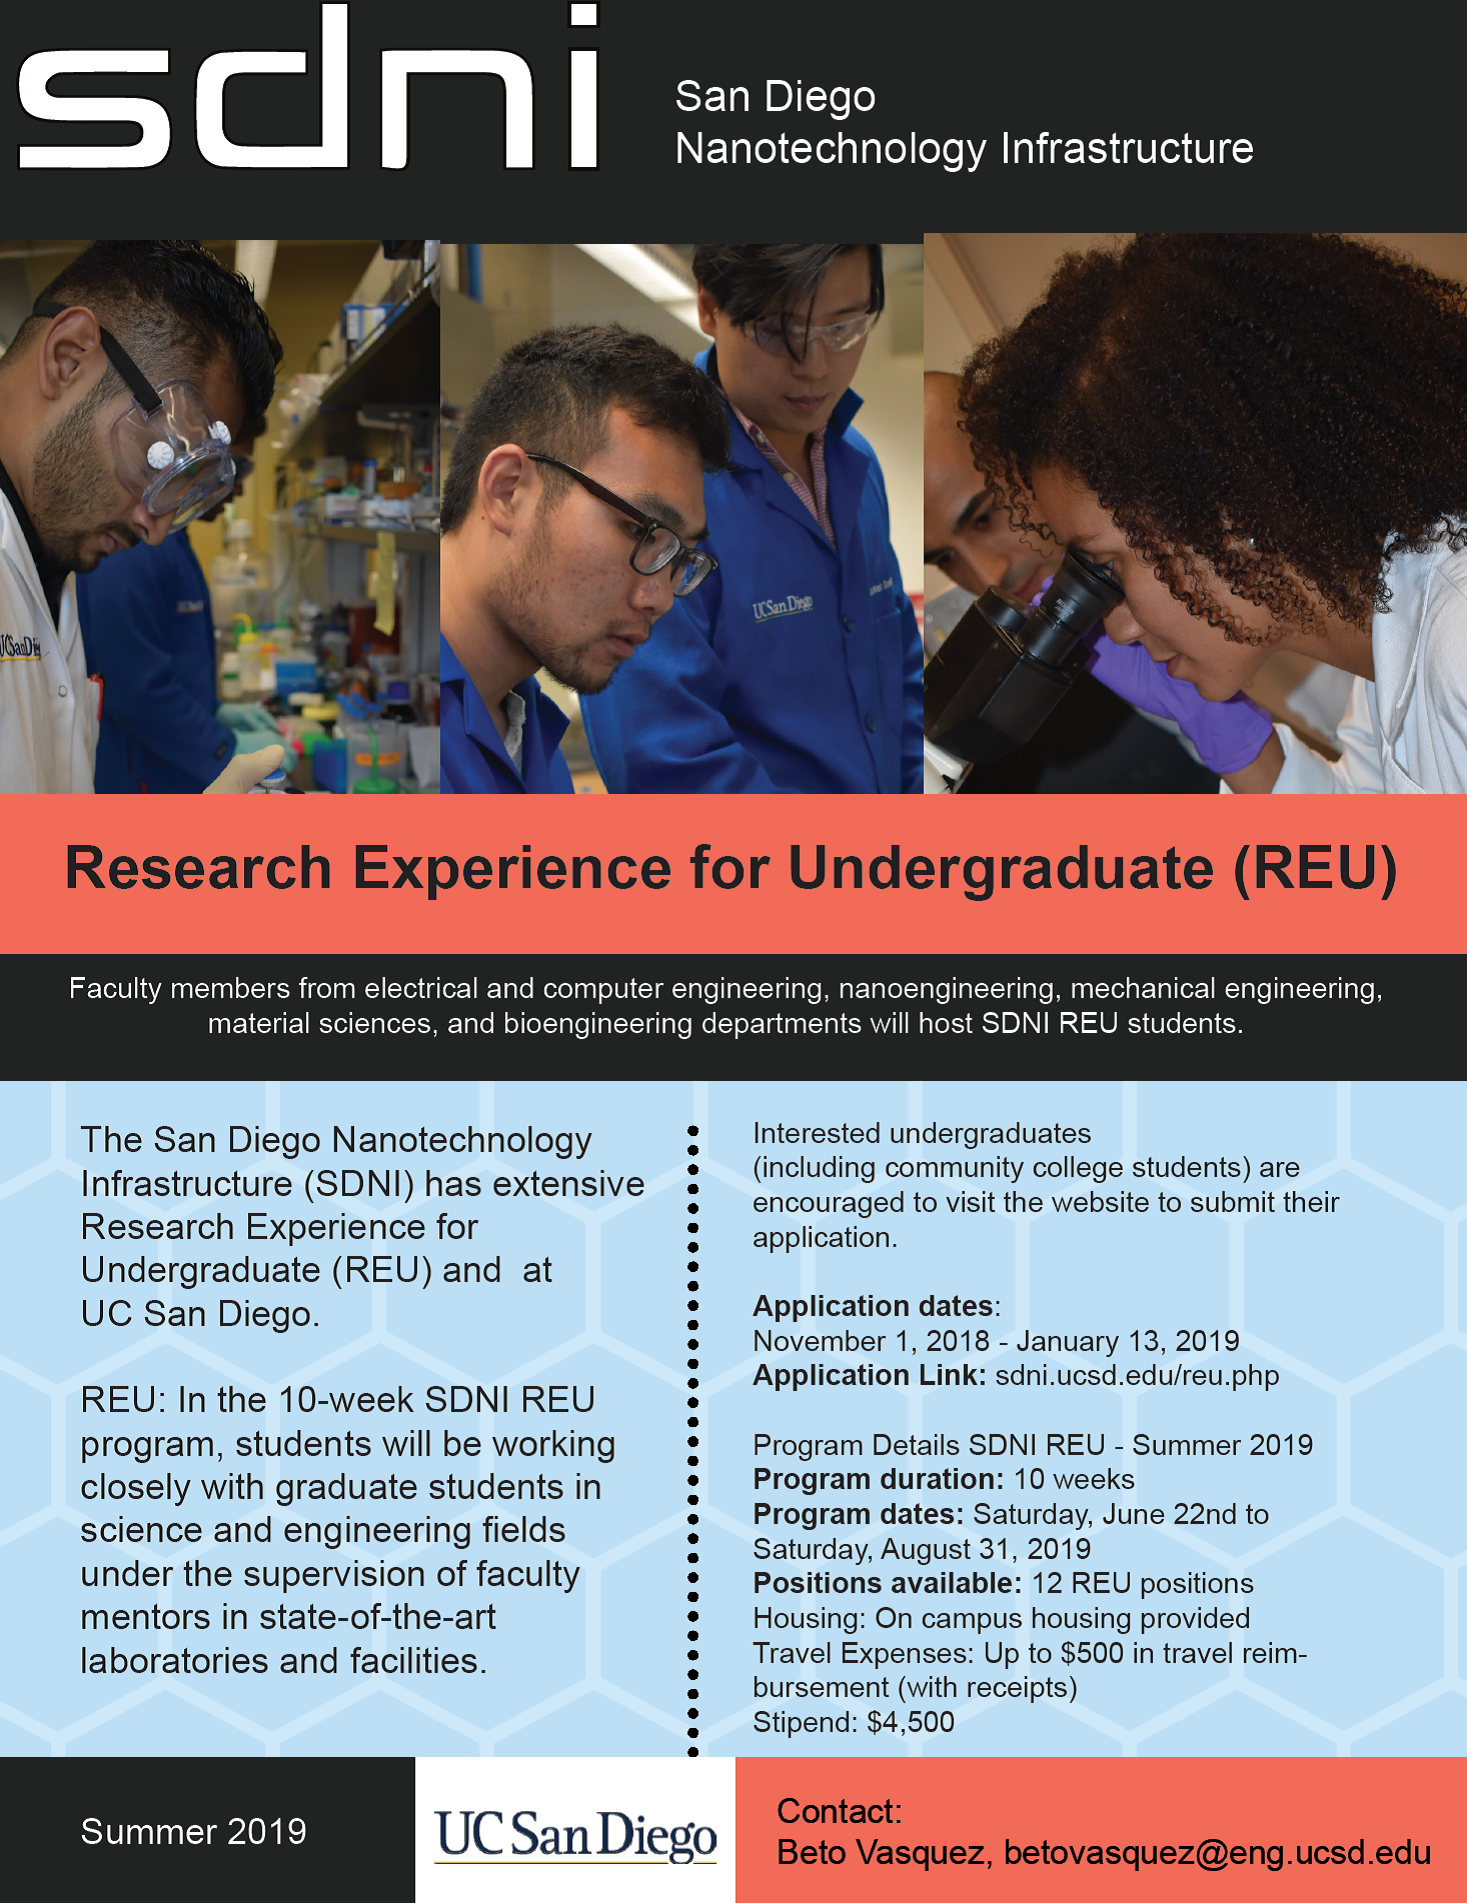 sdni
San Diego
Nanotechnology Infrastructure
UCSanDi
UCSan Diego
UCSan Diego
Research Experience for Undergraduate (REU)
Faculty members from electrical and computer engineering, nanoengineering, mechanical engineering,
material sciences, and bioengineering departments will host SDNI REU students.
The San Diego Nanotechnology
Infrastructure (SDNI) has extensive
Research Experience for
Undergraduate (REU) and  at
UC San Diego.
REU: In the 10-week SDNI REU
program, students will be working
closely with graduate students in
science and engineering fields
under the supervision of faculty
mentors in state-of-the-art
laboratories and facilities.
Interested undergraduates
(including community college students) are
encouraged to visit the website to submit their
application.
Application dates:
November 1, 2018 - January 13, 2019
Application Link: sdni.ucsd.edu/reu.php
Program Details SDNI REU - Summer 2019
Program duration: 10 weeks
Program dates: Saturday, June 22nd to
Saturday, August 31, 2019
Positions available: 12 REU positions
Housing: On campus housing provided
Travel Expenses: Up to $500 in travel reim-
bursement (with receipts)
Stipend: $4,500
Summer 2019
UC San Diego
Contact:
Beto Vasquez, betovasquez@eng.ucsd.edu